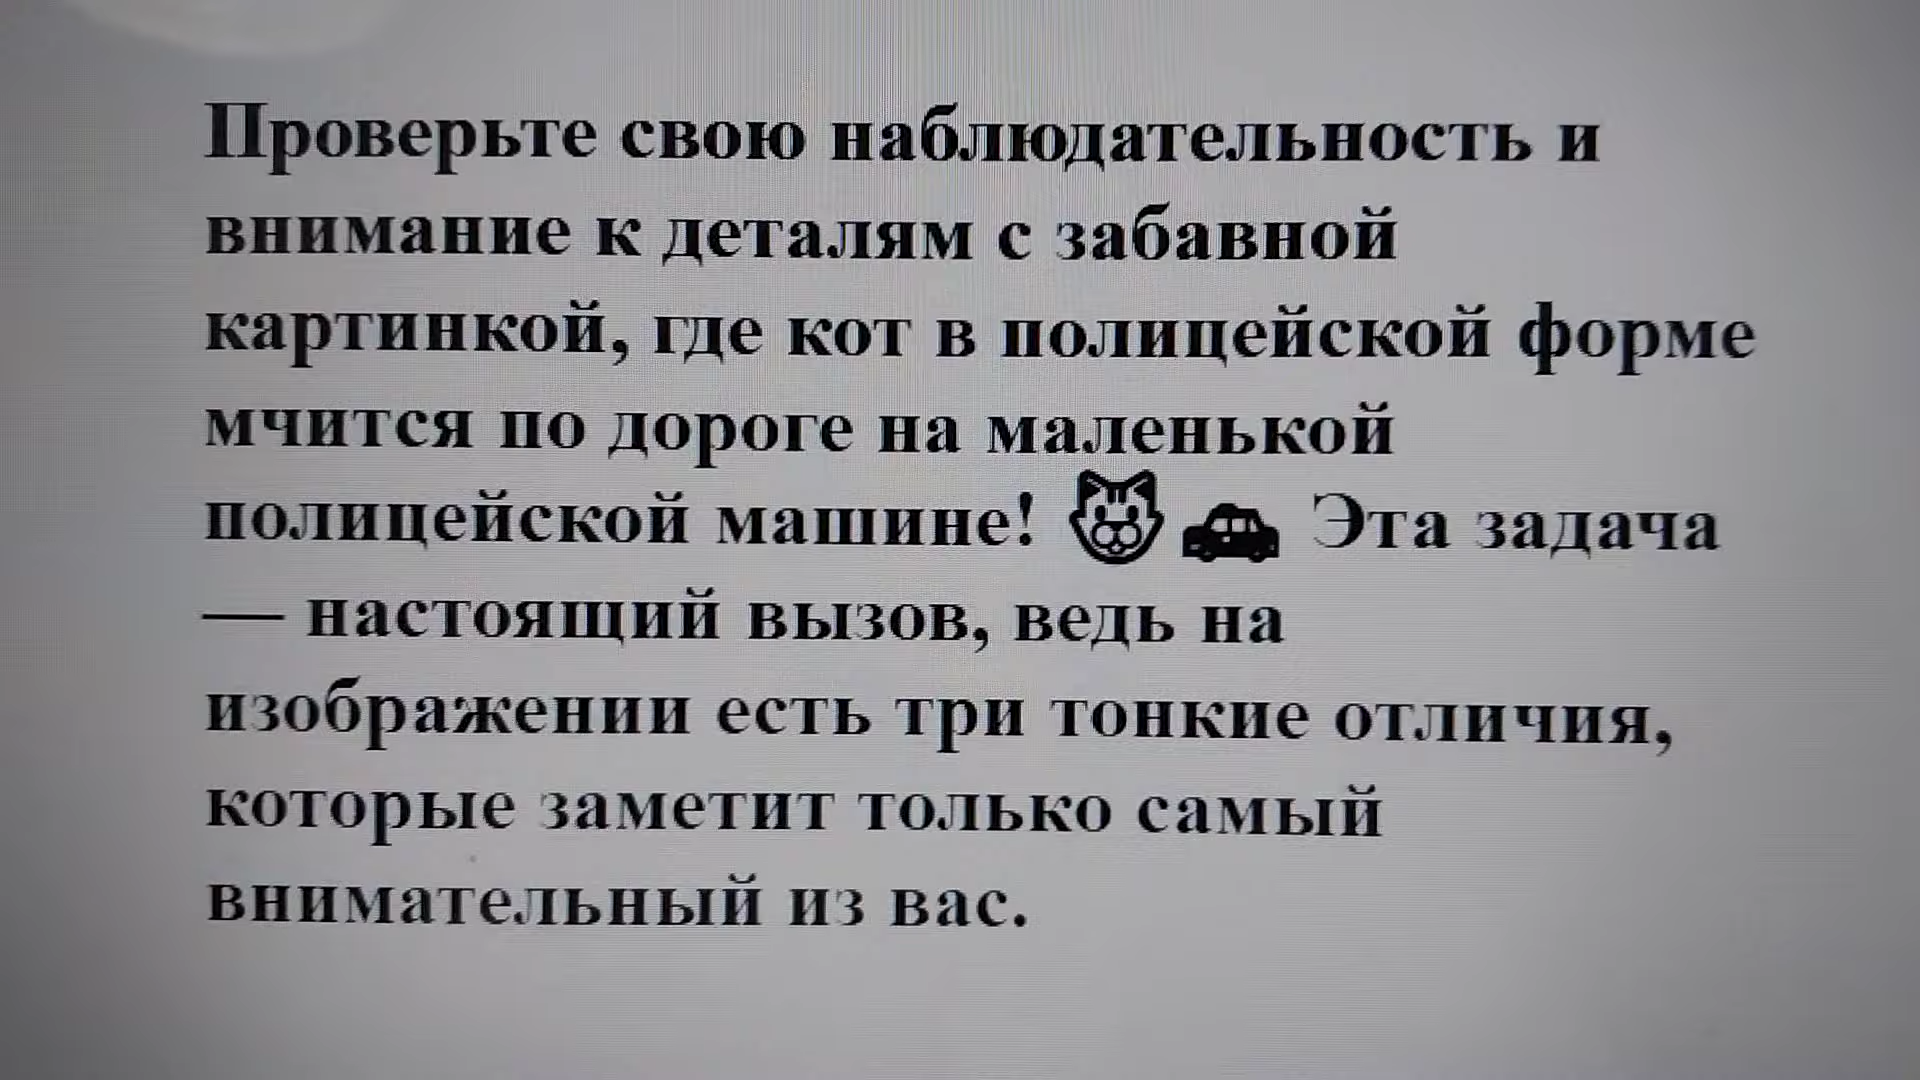 Проверьте свою наблюдательность и
внимание к деталям с забавной
картинкой, где кот в полицейской форме
мчится по дороге на маленькой
полицейской машине! 🐱🚗 Эта задача
— настоящий вызов, ведь на
изображении есть три тонкие отличия,
которые заметит только самый
внимательный из вас.